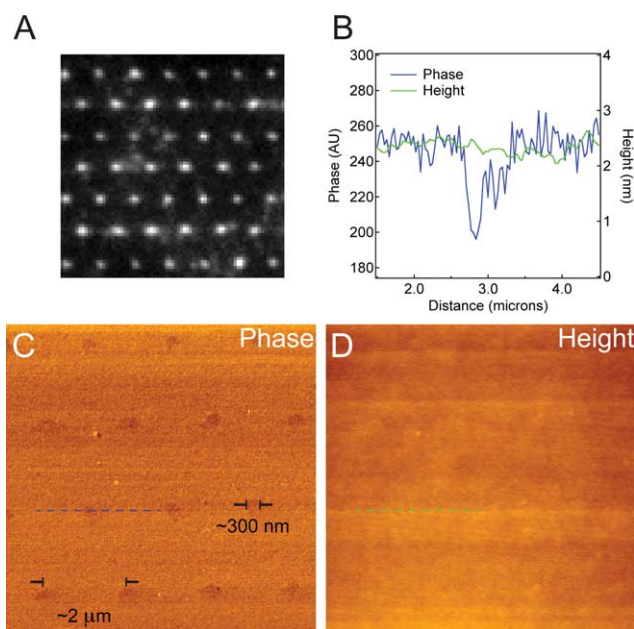 A
B
300
280
260
240
220
200
180
Phase (AU)
Phase
Height
4
3
2
1
0
Height (nm)
2.0
3.0
4.0
Distance (microns)
C
Phase
~300 nm
~2 μm
D
Height